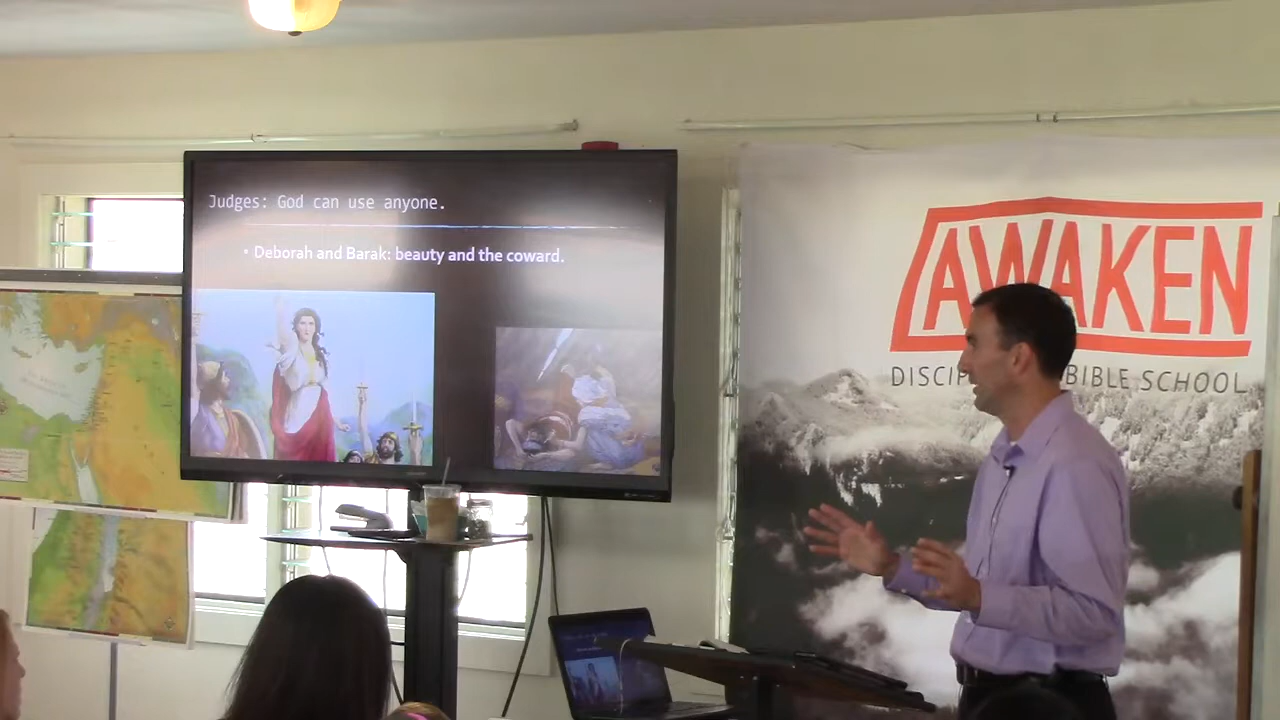 Judges: God can use anyone.
• Deborah and Barak: beauty and the coward.
AWAKEN
DISCIP BIBLE SCHOOL